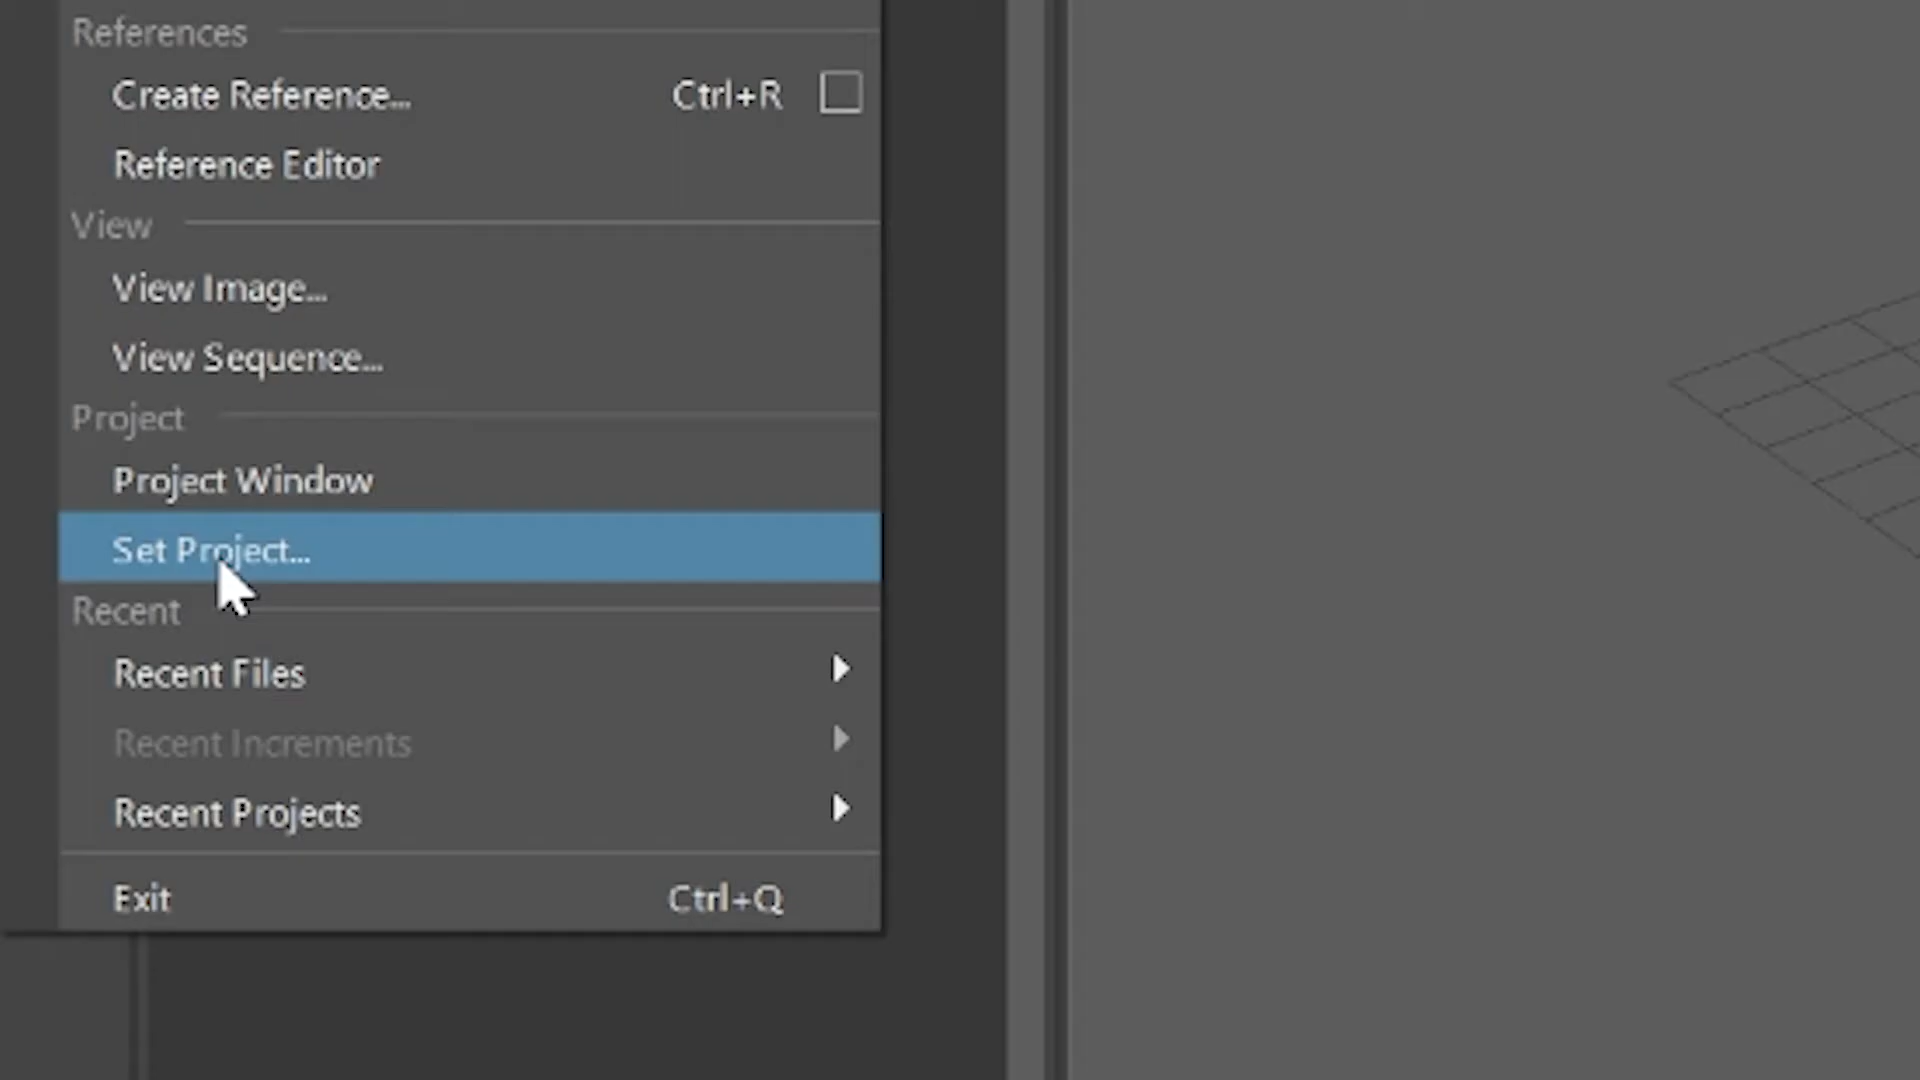 References
Create Reference... Ctrl+R
Reference Editor
View
View Image...
View Sequence...
Project
Project Window
Set Project...
Recent
Recent Files
Recent Increments
Recent Projects
Exit Ctrl+Q